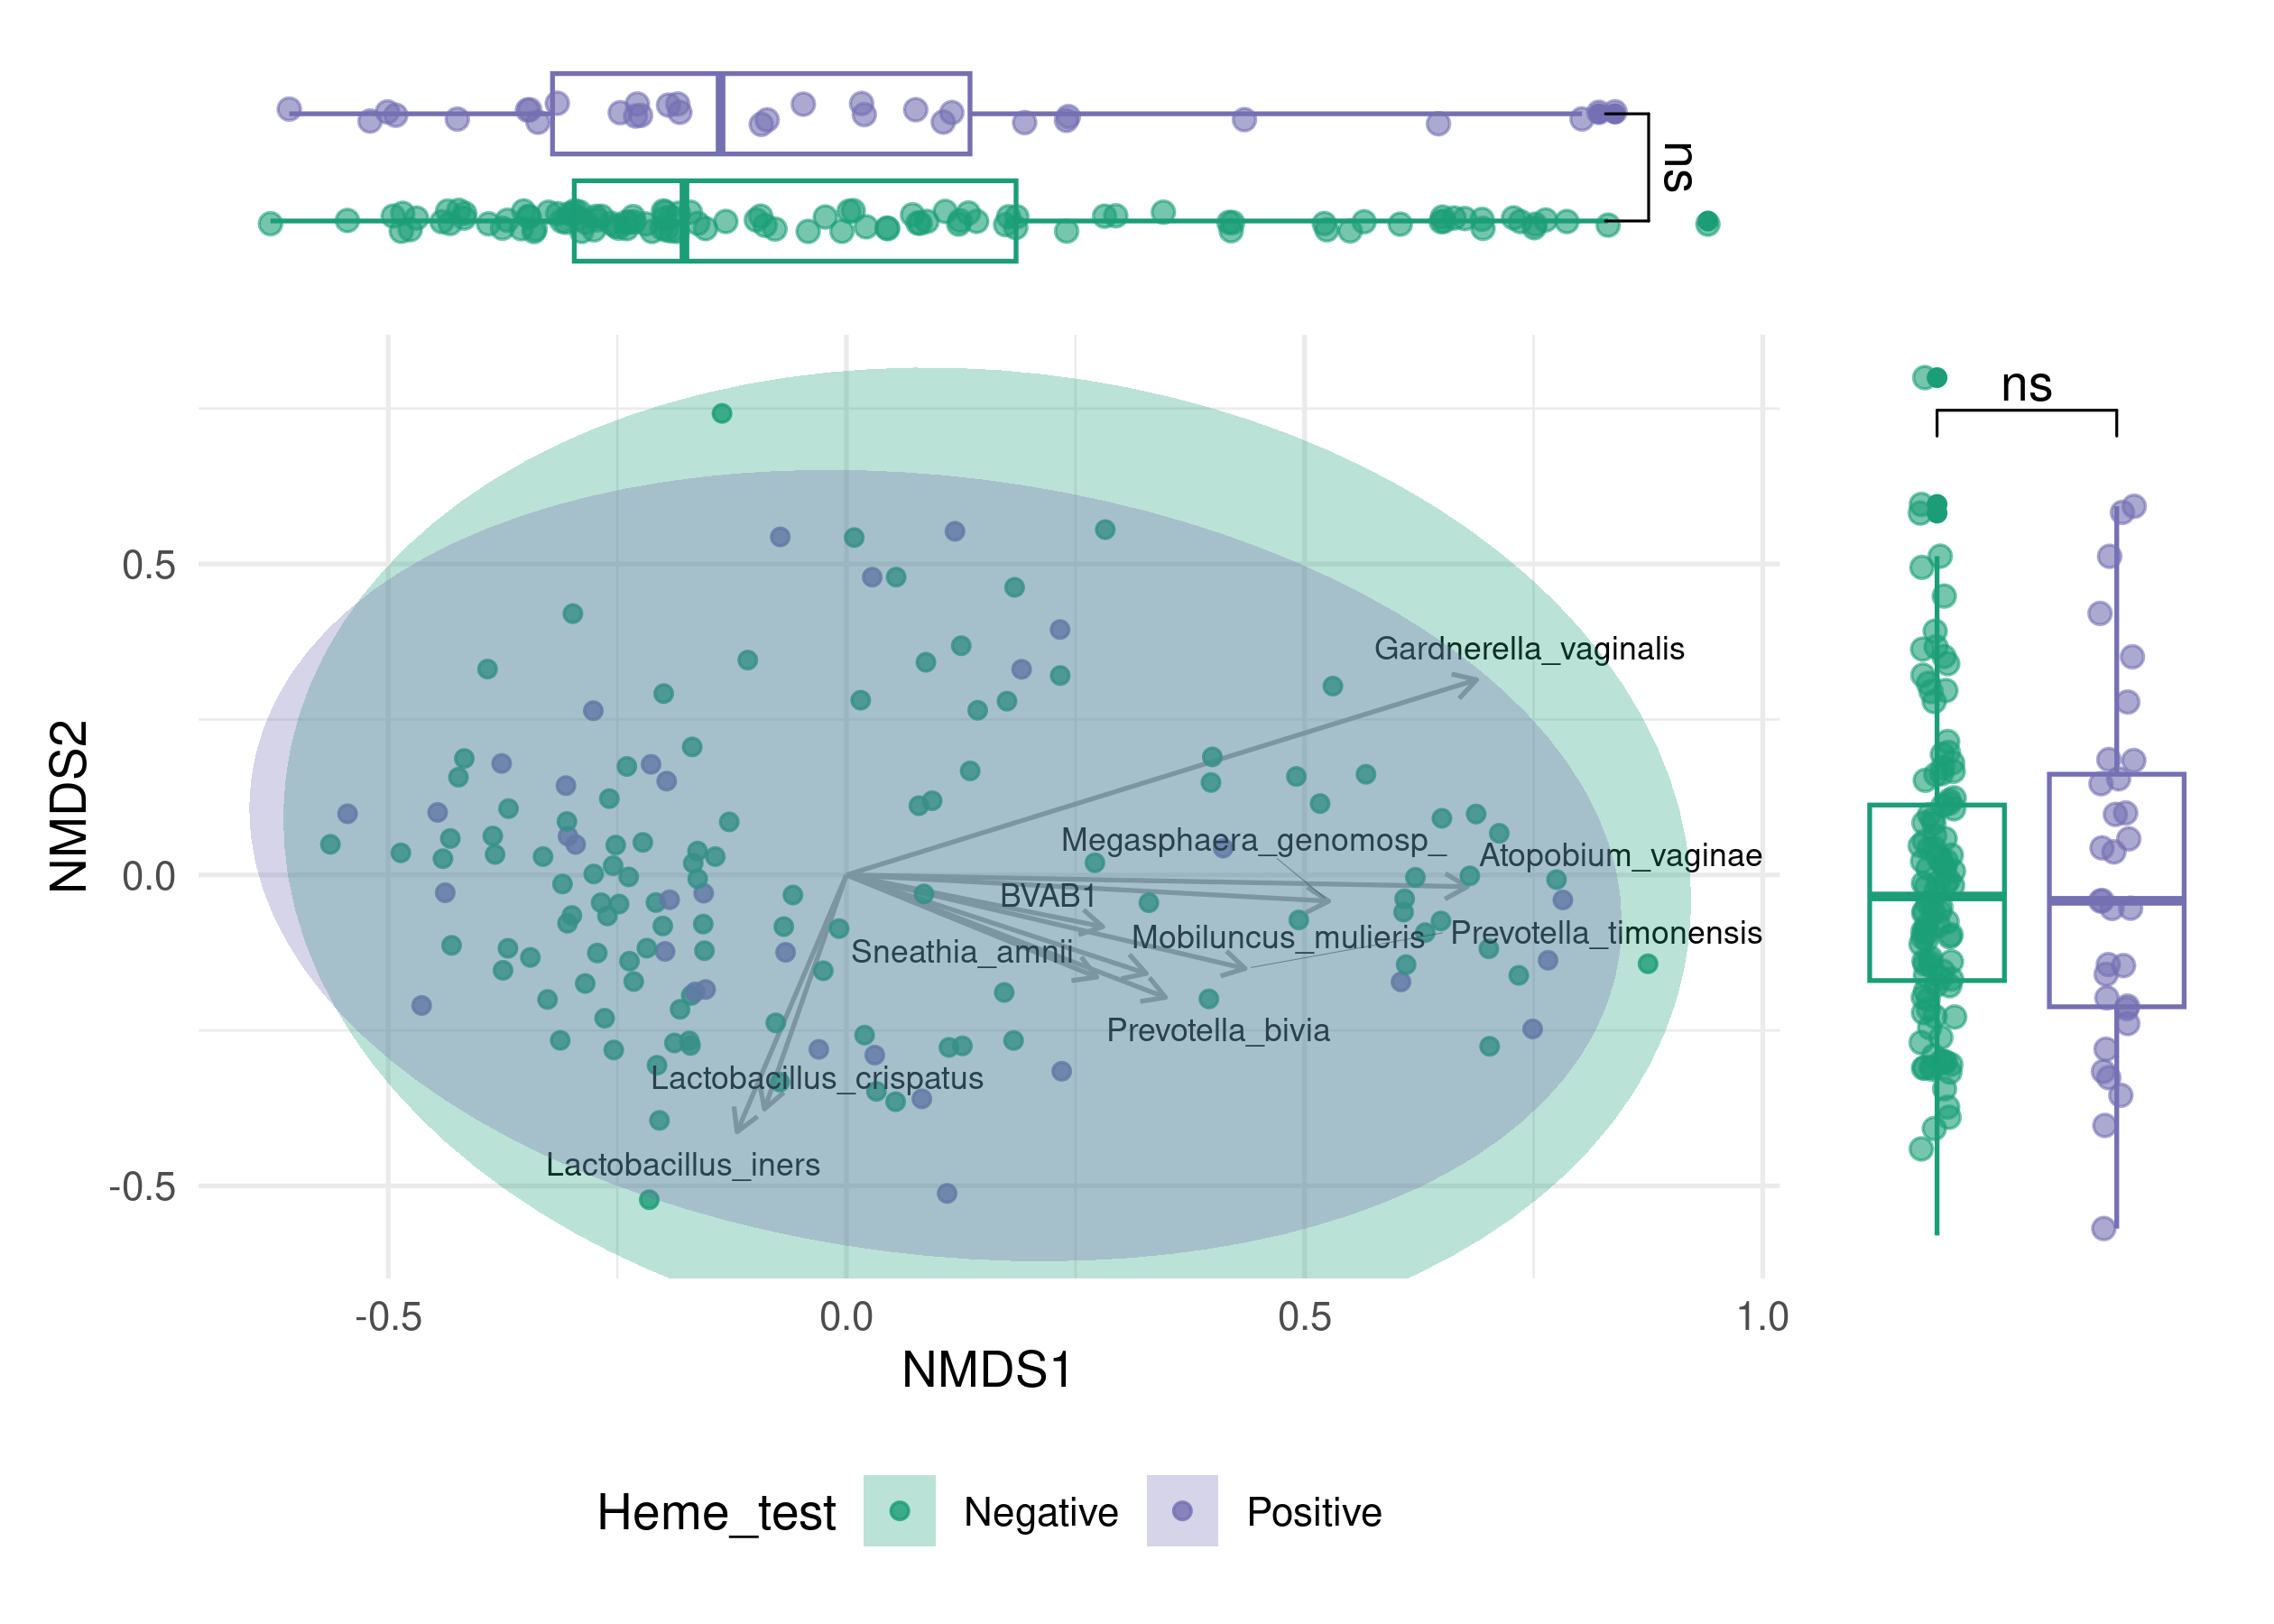 ns
ns
NMDS2
0.5
0.0
-0.5
Gardnerella_vaginalis
Megasphaera_genomosp_
Atopobium_vaginae
BVAB1
Mobiluncus_mulieris
Prevotella_timonensis
Sneathia_amnii
Prevotella_bivia
Lactobacillus_crispatus
Lactobacillus_iners
-0.5 0.0 0.5 1.0
NMDS1
Heme_test Negative Positive